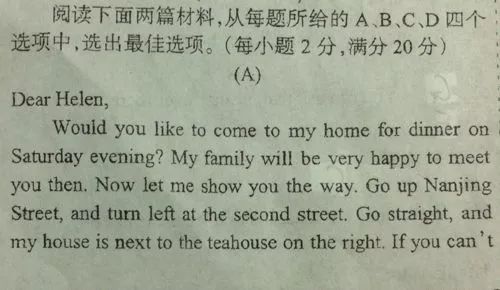 阅读下面两篇材料,从每题所给的 A、B、C、D 四个
选项中,选出最佳选项。(每小题 2 分,满分 20 分)
(A)
Dear Helen,
Would you like to come to my home for dinner on
Saturday evening? My family will be very happy to meet
you then. Now let me show you the way. Go up Nanjing
Street, and turn left at the second street. Go straight, and
my house is next to the teahouse on the right. If you can't